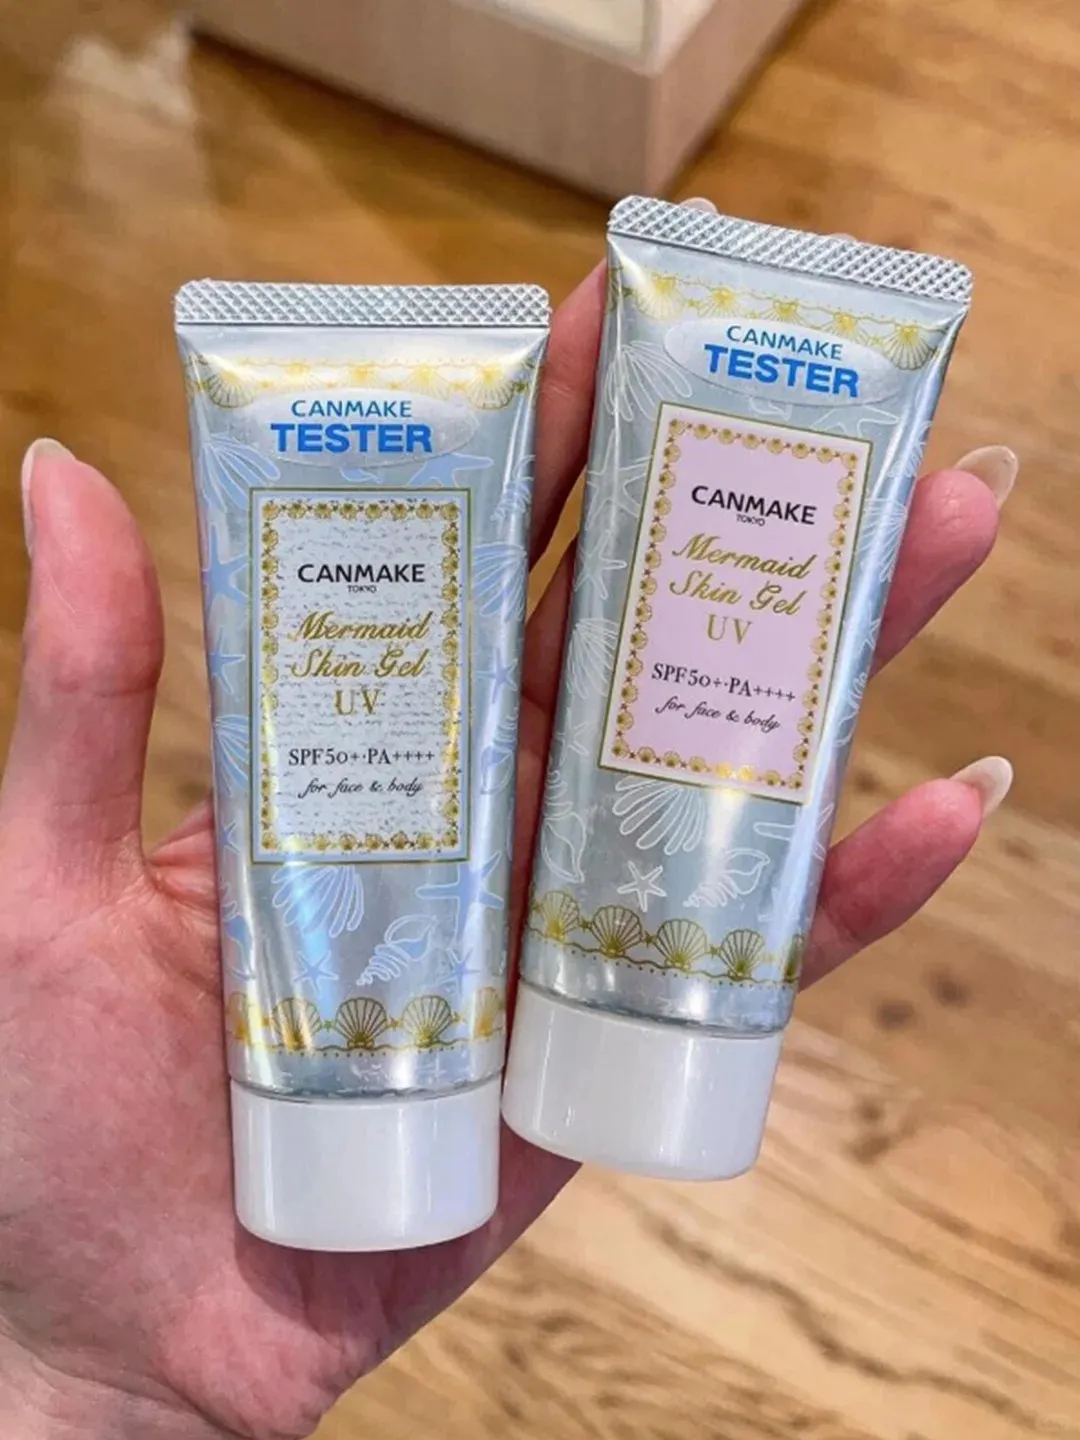 CANMAKE
TESTER
CANMAKE
TOKYO
Mermaid
Skin Gel
UV
SPF50+·PA++++
for face & body
CANMAKE
TESTER
CANMAKE
TOKYO
Mermaid
Skin Gel
UV
SPF50+·PA++++
for face & body